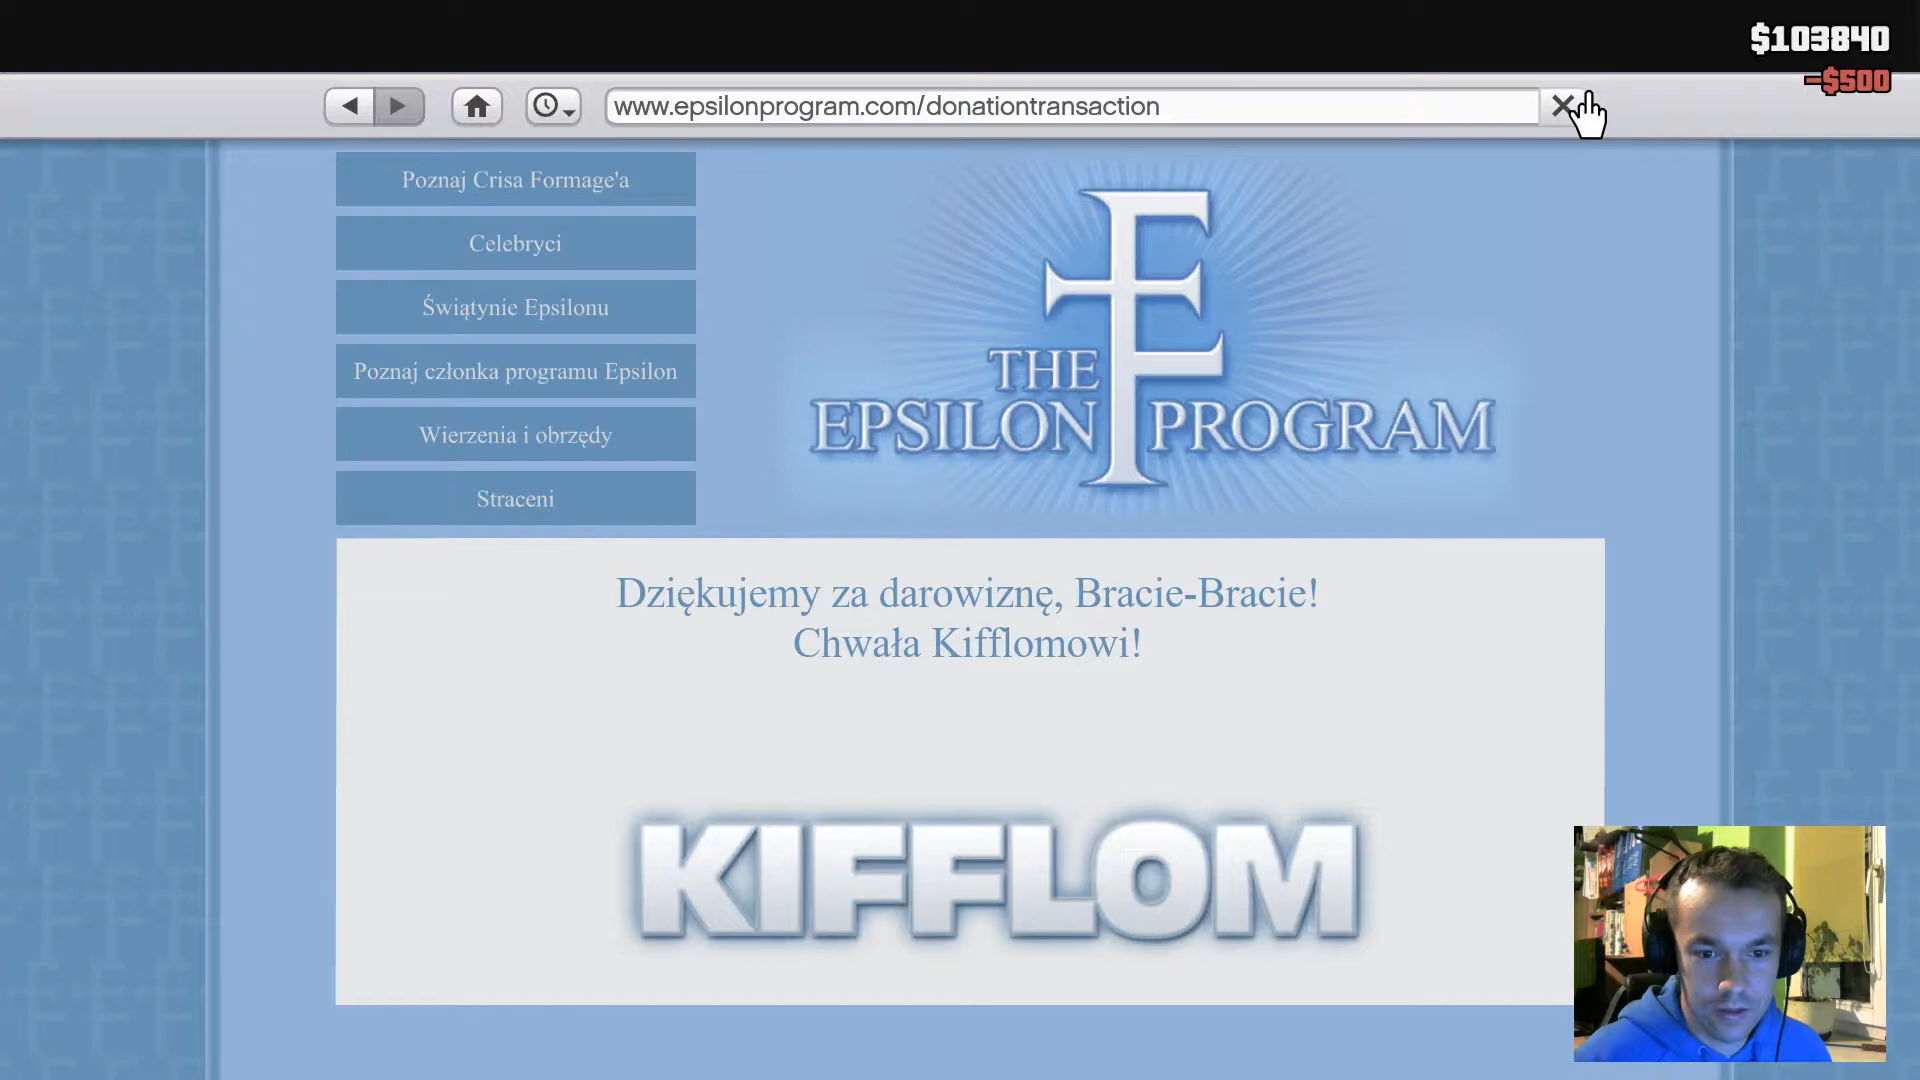 $103840
-$500
www.epsilonprogram.com/donationtransaction
Poznaj Crisa Formage'a
Celebryci
Świątynie Epsilonu
Poznaj członka programu Epsilon
Wierzenia i obrzędy
Straceni
THE
EPSILON PROGRAM
Dziękujemy za darowiznę, Bracie-Bracie!
Chwała Kifflomowi!
KIFFLOM